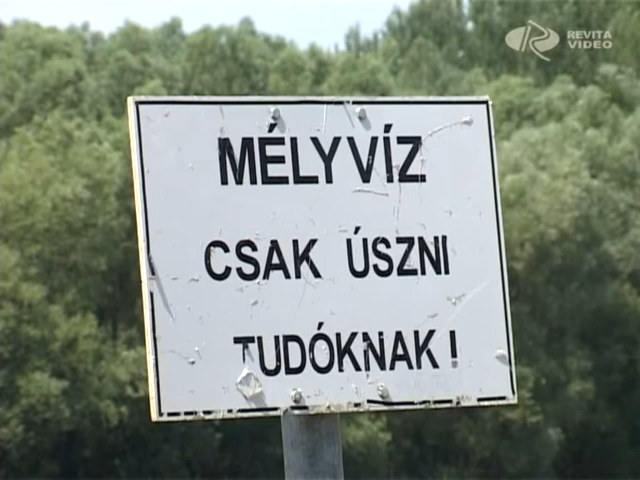 REVITA
VIDEO
MÉLYVÍZ
CSAK ÚSZNI
TUDÓKNAK!